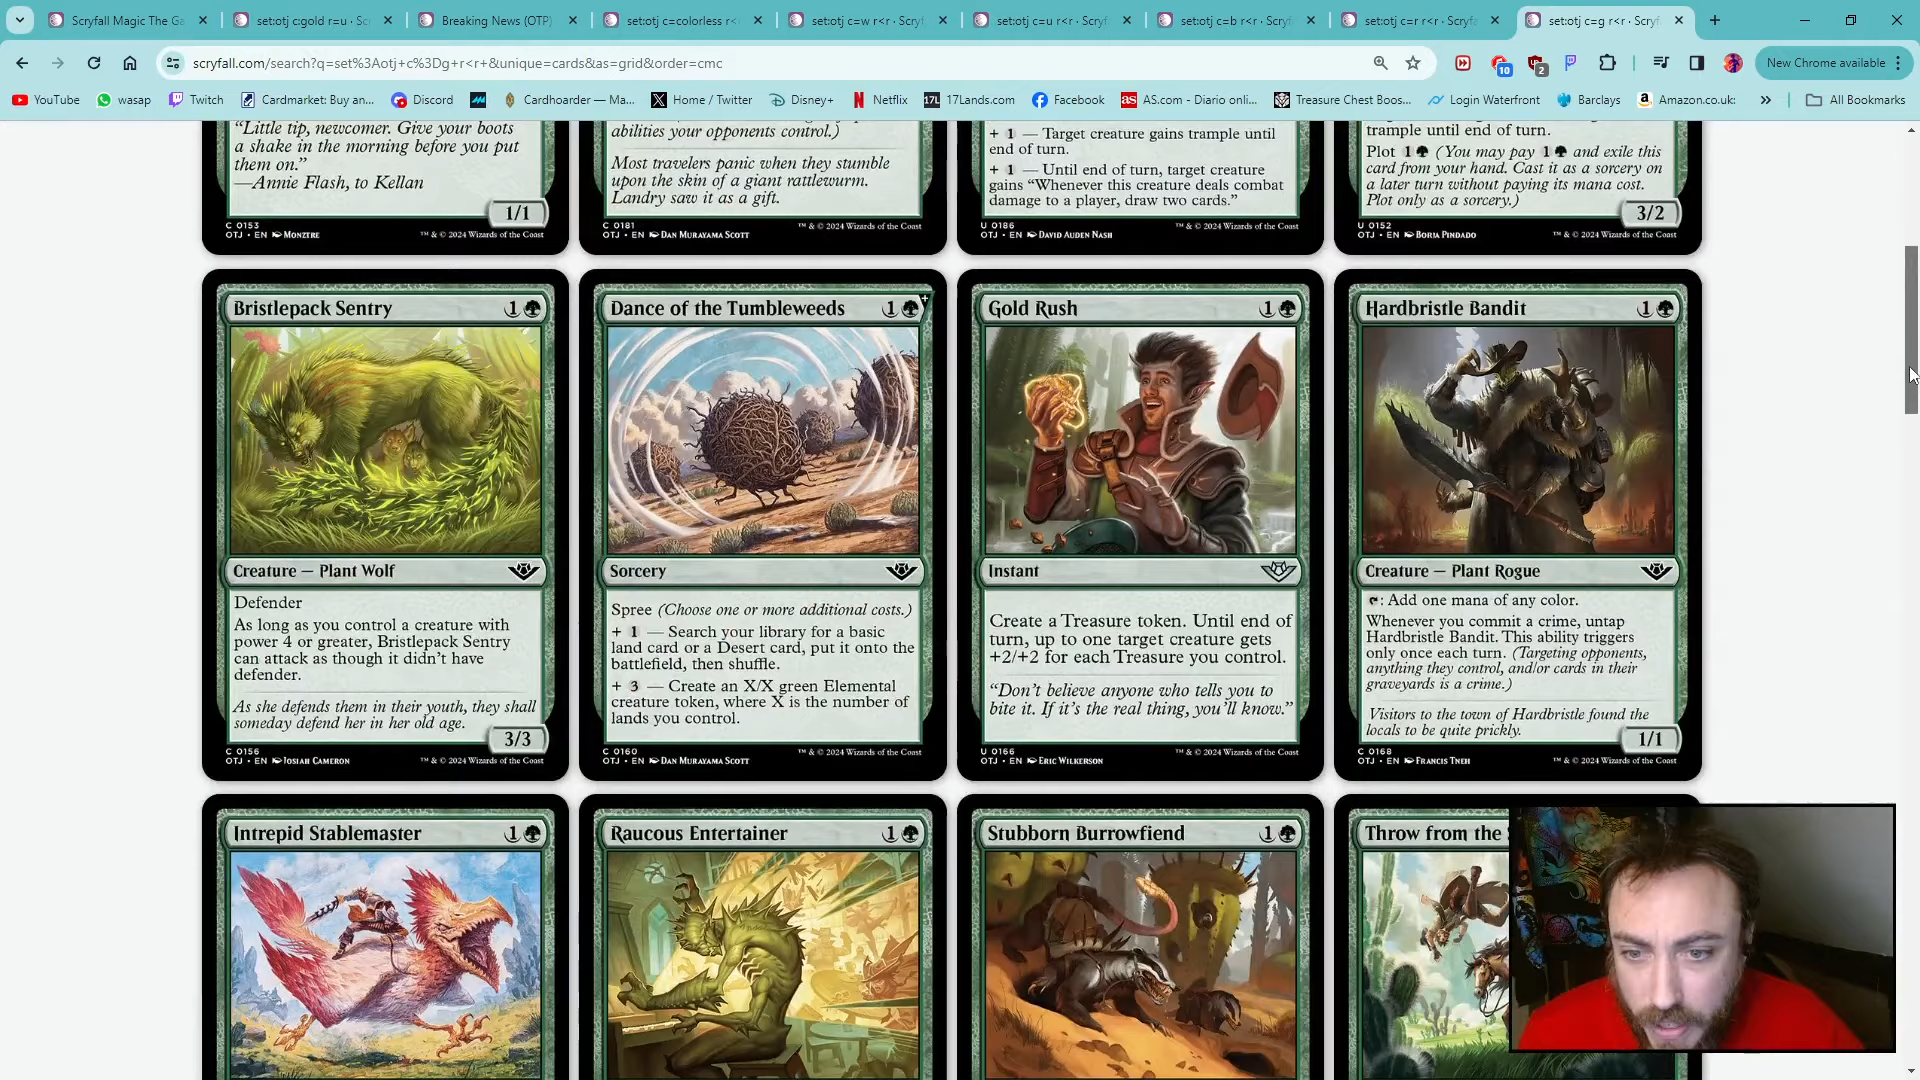 Scryfall Magic The Ga
set:otj c:gold r=u · Sc
Breaking News (OTP)
set:otj c=colorless r<
set:otj c=w r<r · Scryf
set:otj c=u r<r · Scryf
set:otj c=b r<r · Scryf
set:otj c=r r<r · Scryfa
set:otj c=g r<r · Scryf
scryfall.com/search?q=set%3Aotj+c%3Dg+r<r+&unique=cards&as=grid&order=cmc
10
2
New Chrome available
YouTube
wasap
Twitch
Cardmarket: Buy an...
Discord
Cardhoarder — Ma...
Home / Twitter
Disney+
Netflix
17L
17Lands.com
Facebook
as
AS.com - Diario onli...
Treasure Chest Boos...
Login Waterfront
Barclays
Amazon.co.uk:
All Bookmarks
"Little tip, newcomer. Give your boots
a shake in the morning before you put
them on."
—Annie Flash, to Kellan
1/1
C 0153
OTJ • EN Monztre
™ & © 2024 Wizards of the Coast
abilities your opponents control.)
Most travelers panic when they stumble
upon the skin of a giant rattlewurm.
Landry saw it as a gift.
C 0181
OTJ • EN Dan Murayama Scott
™ & © 2024 Wizards of the Coast
+ 1 — Target creature gains trample until
end of turn.
+ 1 — Until end of turn, target creature
gains "Whenever this creature deals combat
damage to a player, draw two cards."
U 0186
OTJ • EN David Auden Nash
™ & © 2024 Wizards of the Coast
trample until end of turn.
Plot 1 (You may pay 1 and exile this
card from your hand. Cast it as a sorcery on
a later turn without paying its mana cost.
Plot only as a sorcery.)
3/2
U 0152
OTJ • EN Borja Pindado
™ & © 2024 Wizards of the Coast
Bristlepack Sentry 1
Creature — Plant Wolf
Defender
As long as you control a creature with
power 4 or greater, Bristlepack Sentry
can attack as though it didn't have
defender.
As she defends them in their youth, they shall
someday defend her in her old age.
3/3
C 0156
OTJ • EN Josiah Cameron
™ & © 2024 Wizards of the Coast
Dance of the Tumbleweeds 1
Sorcery
Spree (Choose one or more additional costs.)
+ 1 — Search your library for a basic
land card or a Desert card, put it onto the
battlefield, then shuffle.
+ 3 — Create an X/X green Elemental
creature token, where X is the number of
lands you control.
C 0160
OTJ • EN Dan Murayama Scott
™ & © 2024 Wizards of the Coast
Gold Rush 1
Instant
Create a Treasure token. Until end of
turn, up to one target creature gets
+2/+2 for each Treasure you control.
"Don't believe anyone who tells you to
bite it. If it's the real thing, you'll know."
U 0166
OTJ • EN Eric Wilkerson
™ & © 2024 Wizards of the Coast
Hardbristle Bandit 1
Creature — Plant Rogue
: Add one mana of any color.
Whenever you commit a crime, untap
Hardbristle Bandit. This ability triggers
only once each turn. (Targeting opponents,
anything they control, and/or cards in their
graveyards is a crime.)
Visitors to the town of Hardbristle found the
locals to be quite prickly.
1/1
C 0168
OTJ • EN Francis Tneh
™ & © 2024 Wizards of the Coast
Intrepid Stablemaster 1
Raucous Entertainer 1
Stubborn Burrowfiend 1
Throw from the